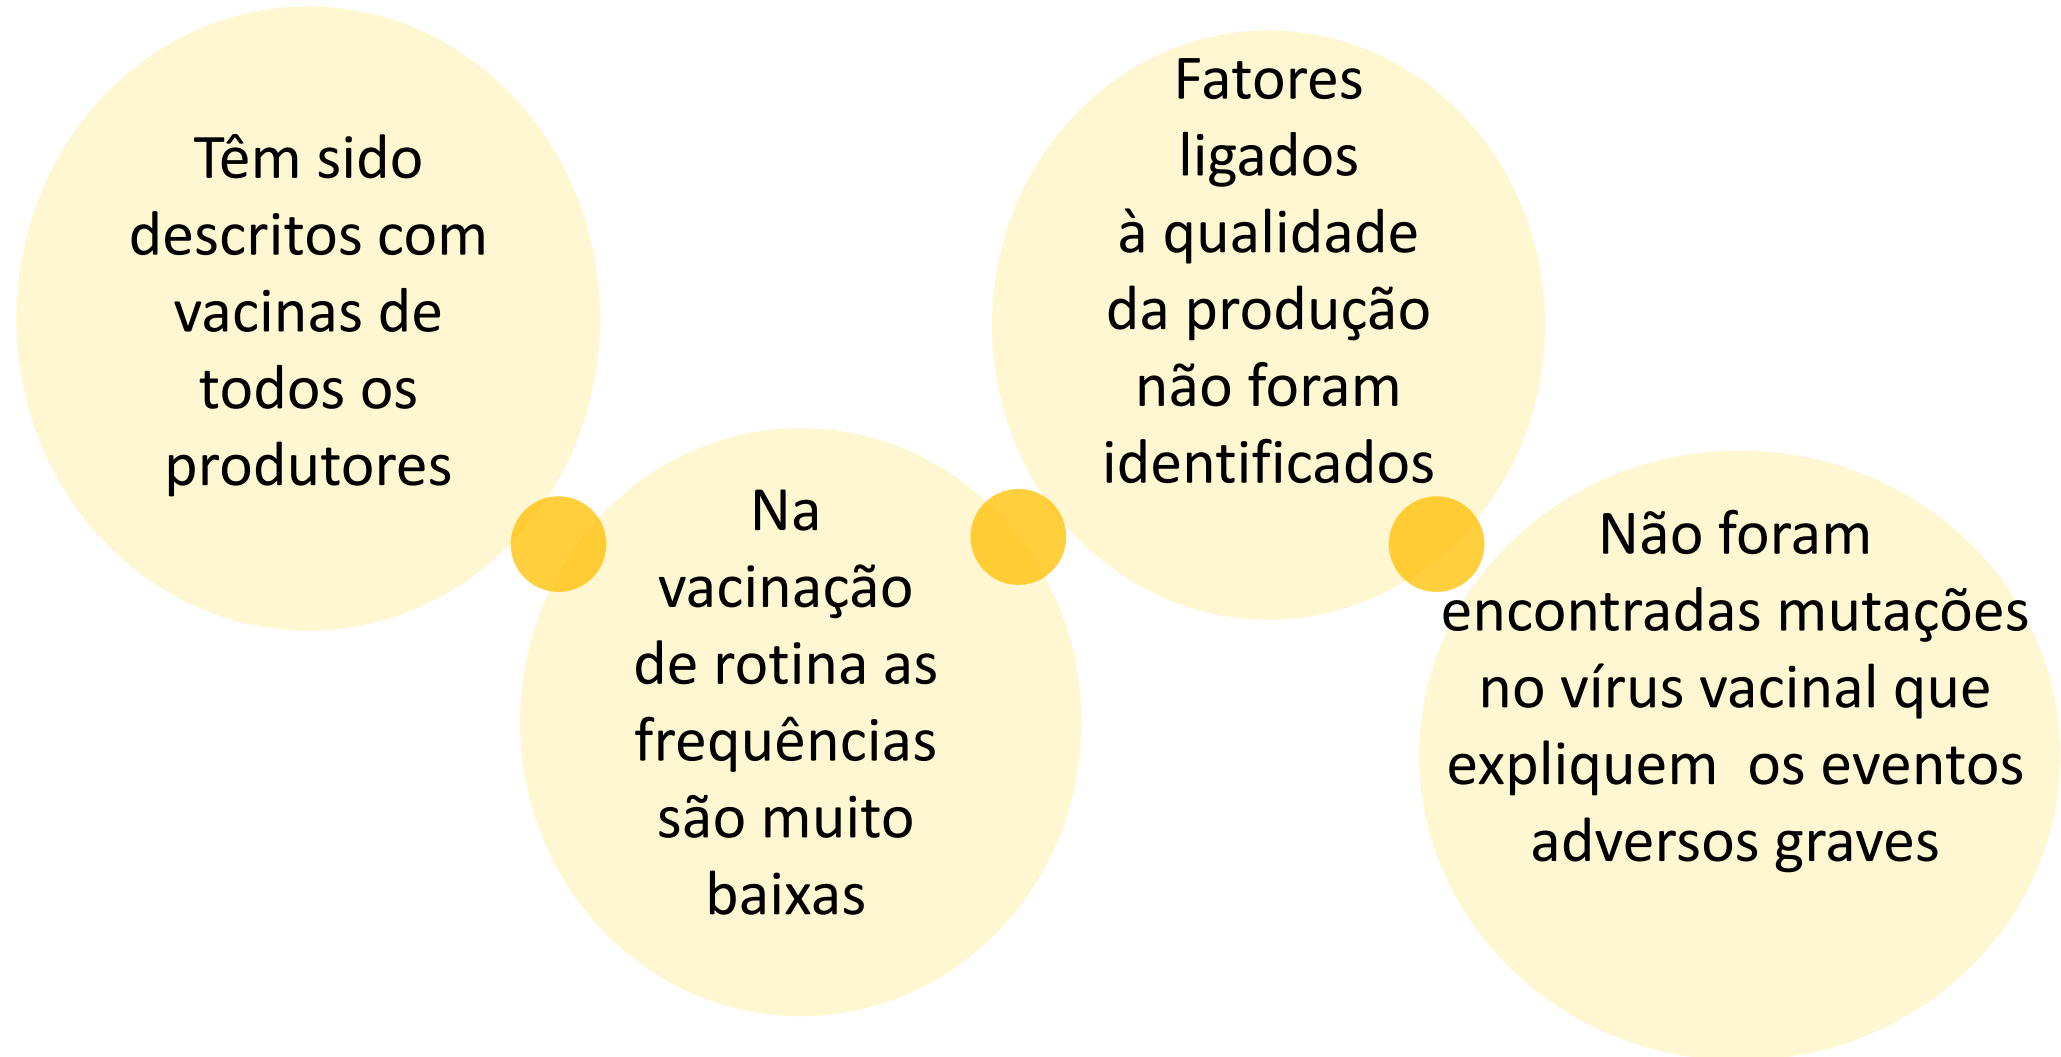 Têm sido
descritos com
vacinas de
todos os
produtores
Na
vacinação
de rotina as
frequências
são muito
baixas
Fatores
ligados
à qualidade
da produção
não foram
identificados
Não foram
encontradas mutações
no vírus vacinal que
expliquem  os eventos
adversos graves